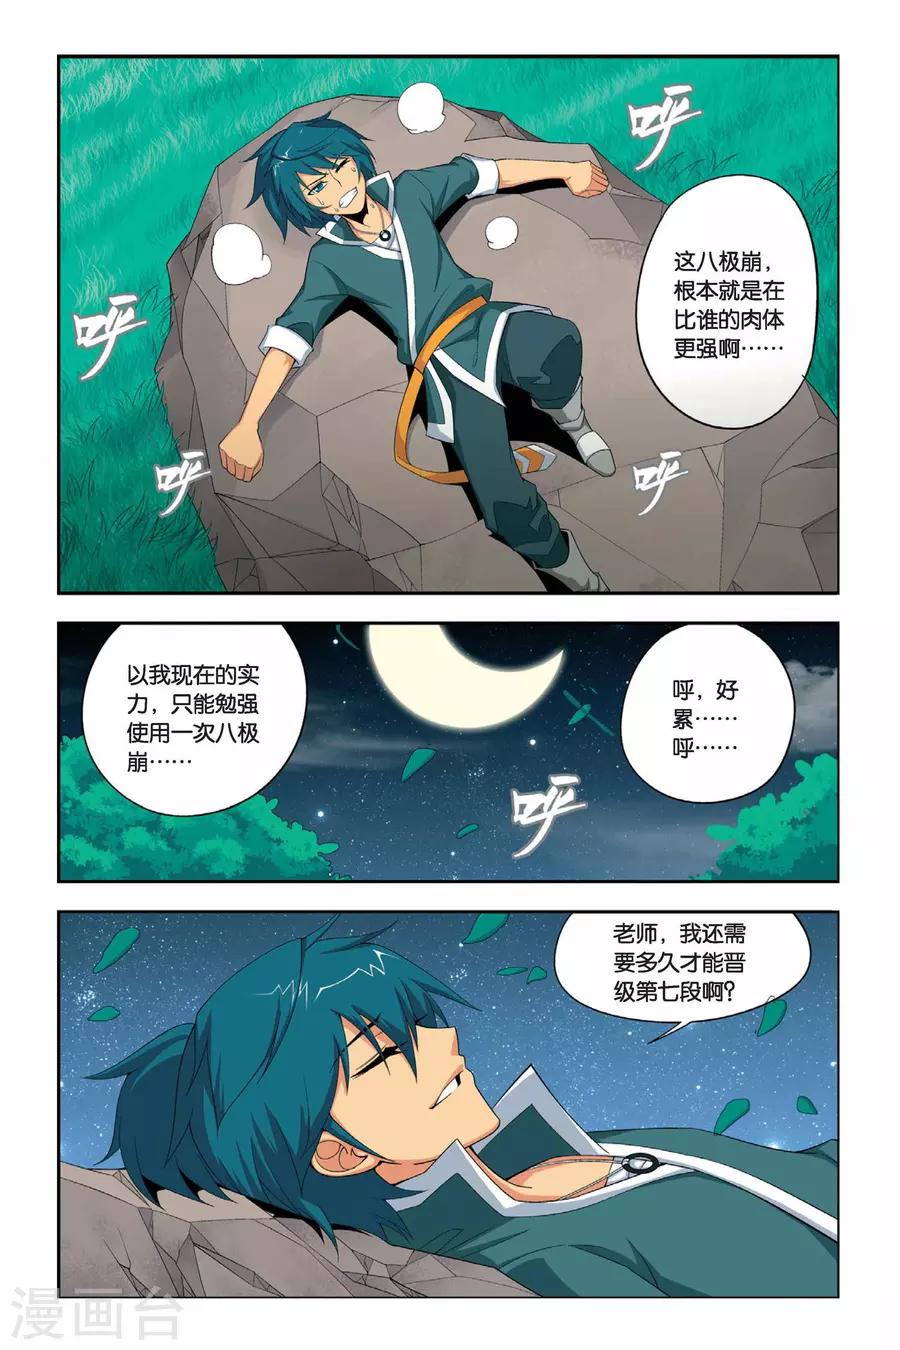 呼
这八极崩，
根本就是在
比谁的肉体
更强啊……
呼
呼
呼
以我现在的实
力，只能勉强
使用一次八极
崩……
呼，好
累……
呼……
呼
老师，我还需
要多久才能晋
级第七段啊？
漫画台